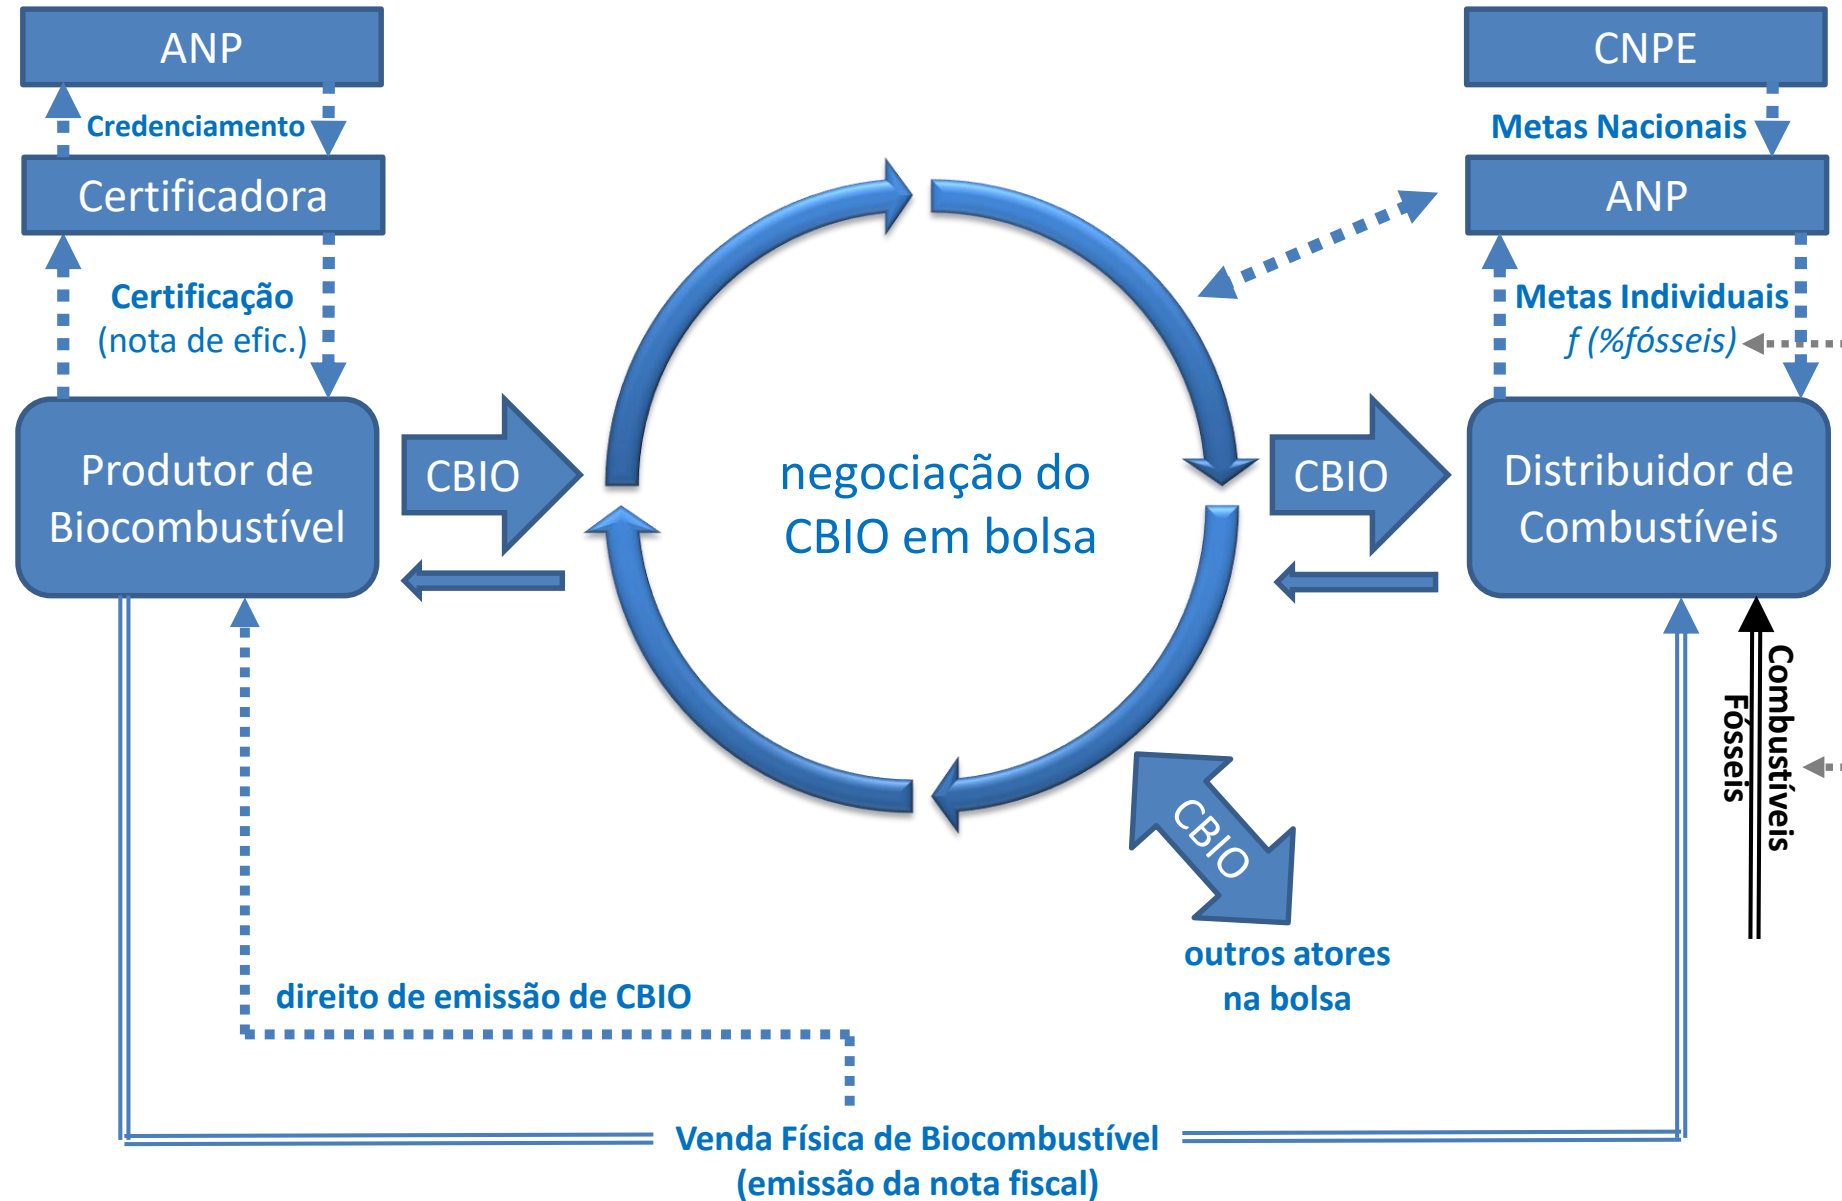 ANP
Credenciamento
Certificadora
Certificação
(nota de efic.)
Produtor de
Biocombustível
CBIO
negociação do
CBIO em bolsa
CBIO
CNPE
Metas Nacionais
ANP
Metas Individuais
f (%fósseis)
Distribuidor de
Combustíveis
Combustíveis
Fósseis
CBIO
outros atores
na bolsa
direito de emissão de CBIO
Venda Física de Biocombustível
(emissão da nota fiscal)